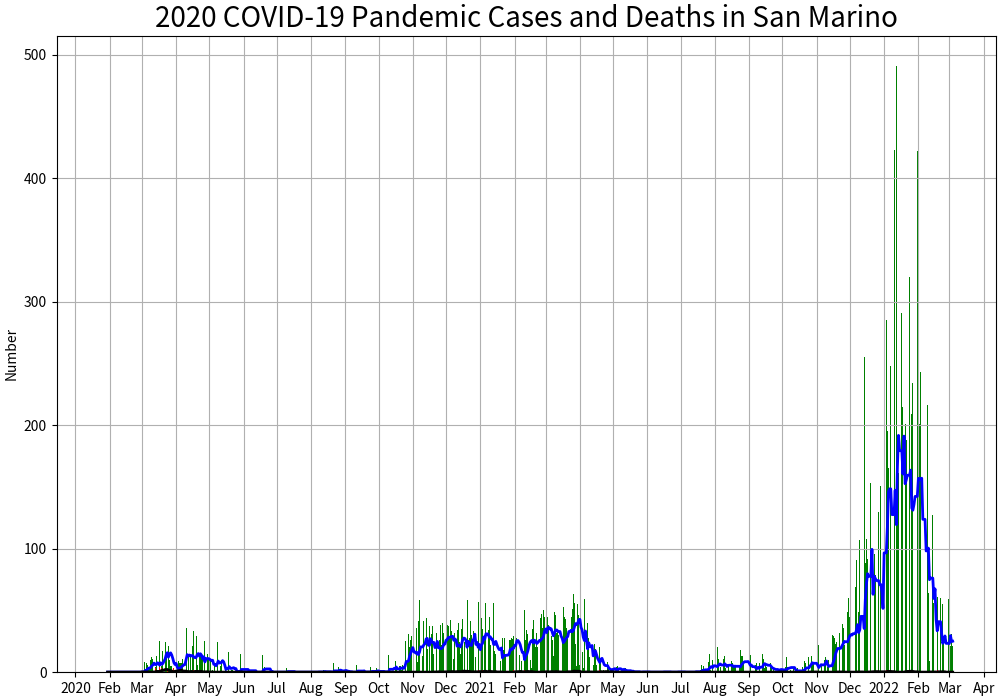 2020 COVID-19 Pandemic Cases and Deaths in San Marino
500
400
300
200
100
0
Number
2020 Feb Mar Apr May Jun Jul Aug Sep Oct Nov Dec 2021 Feb Mar Apr May Jun Jul Aug Sep Oct Nov Dec 2022 Feb Mar Apr